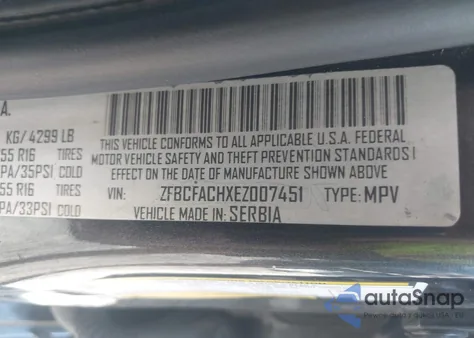 A.
KG/4299 LB
55 R16 TIRES
PA/35PSI COLD
55 R16 TIRES
PA/33PSI COLD
THIS VEHICLE CONFORMS TO ALL APPLICABLE U.S.A. FEDERAL
MOTOR VEHICLE SAFETY AND THEFT PREVENTION STANDARDS I
EFFECT ON THE DATE OF MANUFACTURE SHOWN ABOVE.
VIN: ZFBCFACHXEZ007451 TYPE: MPV
VEHICLE MADE IN: SERBIA
autoSnap